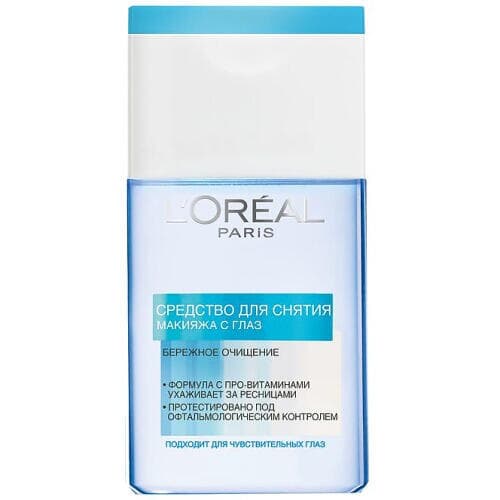 L'ORÉAL
PARIS
СРЕДСТВО ДЛЯ СНЯТИЯ
МАКИЯЖА С ГЛАЗ
БЕРЕЖНОЕ ОЧИЩЕНИЕ
• ФОРМУЛА С ПРО-ВИТАМИНАМИ
УХАЖИВАЕТ ЗА РЕСНИЦАМИ
• ПРОТЕСТИРОВАНО ПОД
ОФТАЛЬМОЛОГИЧЕСКИМ КОНТРОЛЕМ
ПОДХОДИТ ДЛЯ ЧУВСТВИТЕЛЬНЫХ ГЛАЗ